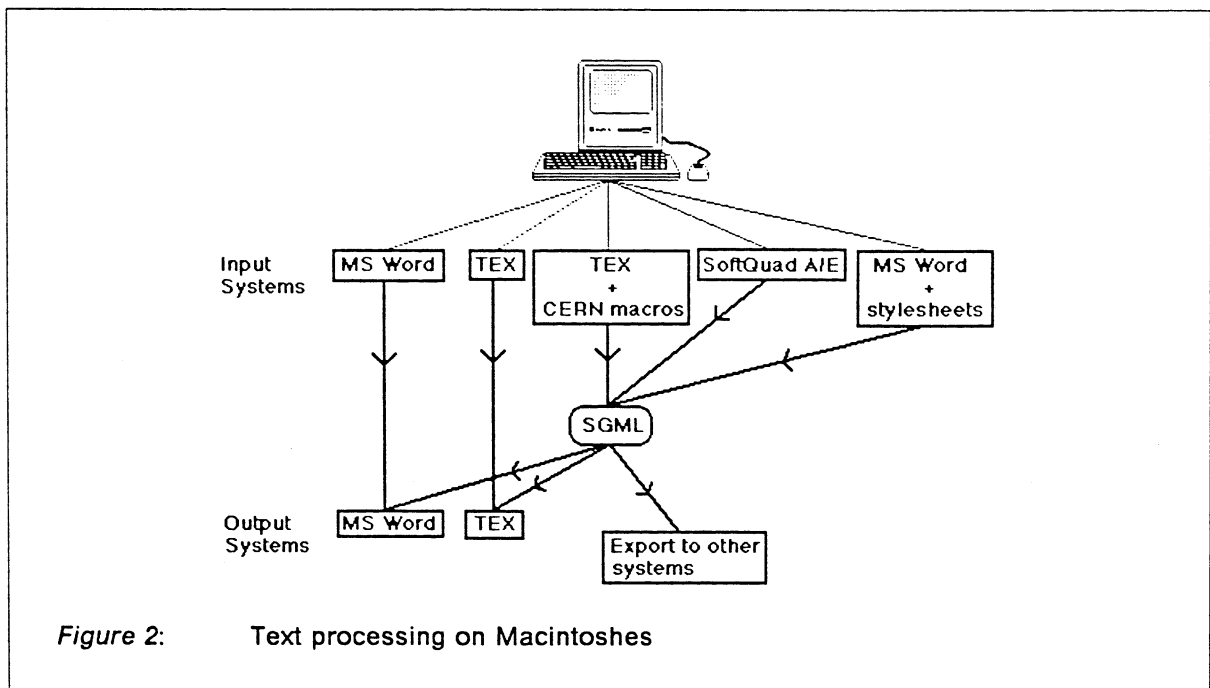 Input
Systems
MS Word
TEX
TEX
+
CERN macros
SoftQuad A/E
MS Word
+
stylesheets
SGML
Output
Systems
MS Word
TEX
Export to other
systems
Figure 2: Text processing on Macintoshes